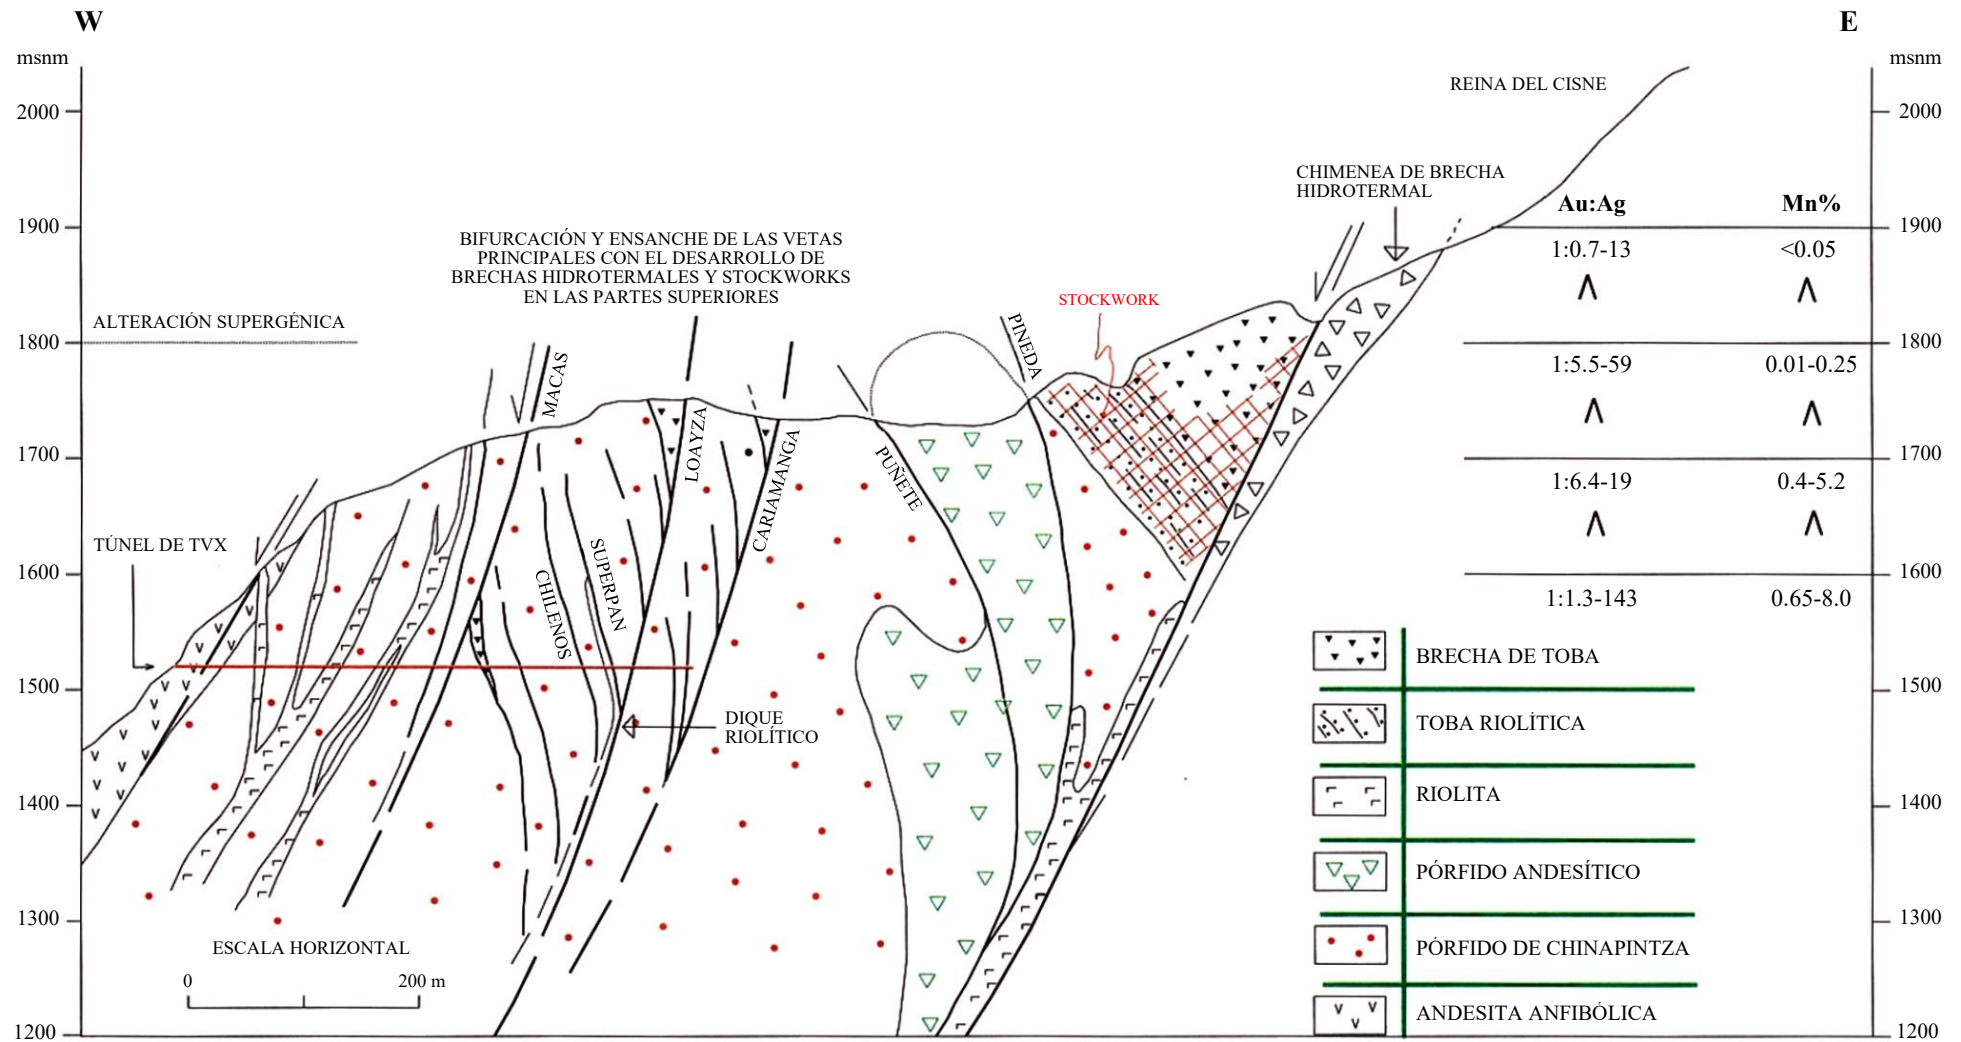 W
E
msnm
msnm
2000
2000
REINA DEL CISNE
CHIMENEA DE BRECHA
HIDROTERMAL
Au:Ag
Mn%
1900
1900
BIFURCACIÓN Y ENSANCHE DE LAS VETAS
PRINCIPALES CON EL DESARROLLO DE
BRECHAS HIDROTERMALES Y STOCKWORKS
EN LAS PARTES SUPERIORES
1:0.7-13
<0.05
STOCKWORK
ALTERACIÓN SUPERGÉNICA
1800
1800
1:5.5-59
0.01-0.25
MACAS
PINEDA
LOAYZA
CARIAMANGA
PUÑETE
1700
1700
1:6.4-19
0.4-5.2
TÚNEL DE TVX
CHILENOS
SUPERPAN
1600
1600
1:1.3-143
0.65-8.0
BRECHA DE TOBA
1500
1500
DIQUE
RIOLÍTICO
TOBA RIOLÍTICA
RIOLITA
1400
1400
PÓRFIDO ANDESÍTICO
1300
1300
PÓRFIDO DE CHINAPINTZA
ESCALA HORIZONTAL
0
200 m
ANDESITA ANFIBÓLICA
1200
1200